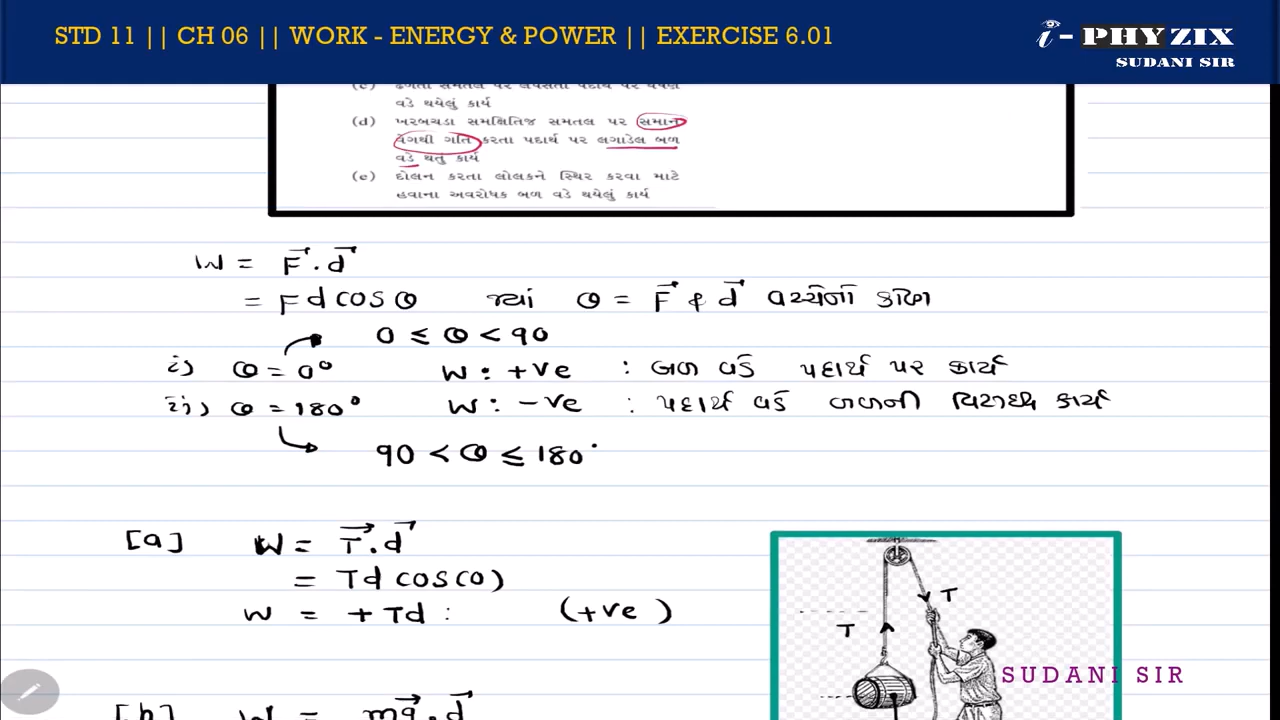 STD 11 || CH 06 || WORK - ENERGY & POWER || EXERCISE 6.01
i - PHYZIX
SUDANI SIR
વડે થયેલું કાર્ય
(d) ખરબચડા સમક્ષિતિજ સમતલ પર સમાન
વેગથી ગતિ કરતા પદાર્થ પર લગાડેલ બળ
વડે થતુ કાર્ય
(e) દોલન કરતા લોલકને સ્થિર કરવા માટે
હવાના અવરોધક બળ વડે થયેલું કાર્ય
W = F⃗ . d⃗
= F d cos θ જ્યાં θ = F⃗ & d⃗ વચ્ચેનો કોણ
0 ≤ θ < 90
i) θ = 0° W : +ve : બળ વડે પદાર્થ પર કાર્ય
ii) θ = 180° W : -ve : પદાર્થ વડે બળની વિરુધ્ધ કાર્ય
90 < θ ≤ 180°
[a] W = T⃗ . d⃗
= Td cos(0)
W = + Td : (+ve)
T
T
SUDANI SIR
[b] W = mg⃗ . d⃗